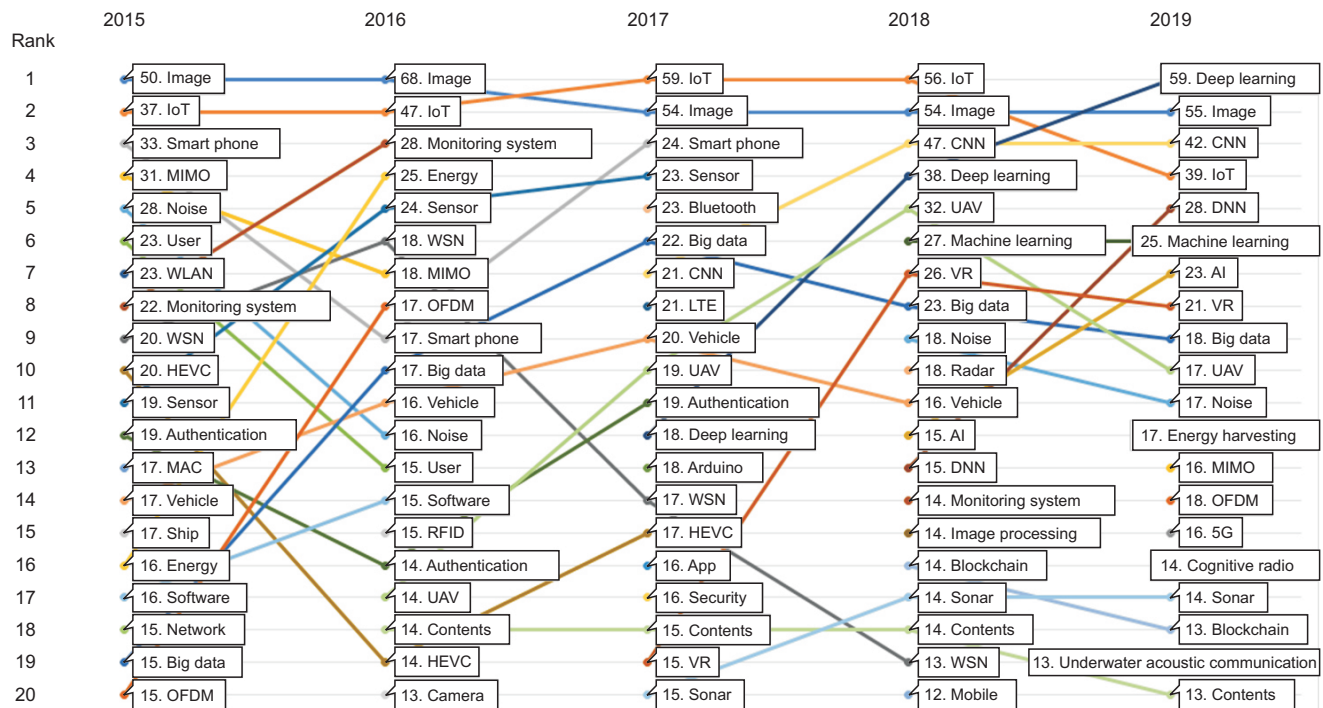 2015 2016 2017 2018 2019
Rank
1 50. Image 68. Image 59. IoT 56. IoT 59. Deep learning
2 37. IoT 47. IoT 54. Image 54. Image 55. Image
3 33. Smart phone 28. Monitoring system 24. Smart phone 47. CNN 42. CNN
4 31. MIMO 25. Energy 23. Sensor 38. Deep learning 39. IoT
5 28. Noise 24. Sensor 23. Bluetooth 32. UAV 28. DNN
6 23. User 18. WSN 22. Big data 27. Machine learning 25. Machine learning
7 23. WLAN 18. MIMO 21. CNN 26. VR 23. AI
8 22. Monitoring system 17. OFDM 21. LTE 23. Big data 21. VR
9 20. WSN 17. Smart phone 20. Vehicle 18. Noise 18. Big data
10 20. HEVC 17. Big data 19. UAV 18. Radar 17. UAV
11 19. Sensor 16. Vehicle 19. Authentication 16. Vehicle 17. Noise
12 19. Authentication 16. Noise 18. Deep learning 15. AI 17. Energy harvesting
13 17. MAC 15. User 18. Arduino 15. DNN 16. MIMO
14 17. Vehicle 15. Software 17. WSN 14. Monitoring system 18. OFDM
15 17. Ship 15. RFID 17. HEVC 14. Image processing 16. 5G
16 16. Energy 14. Authentication 16. App 14. Blockchain 14. Cognitive radio
17 16. Software 14. UAV 16. Security 14. Sonar 14. Sonar
18 15. Network 14. Contents 15. Contents 14. Contents 13. Blockchain
19 15. Big data 14. HEVC 15. VR 13. WSN 13. Underwater acoustic communication
20 15. OFDM 13. Camera 15. Sonar 12. Mobile 13. Contents